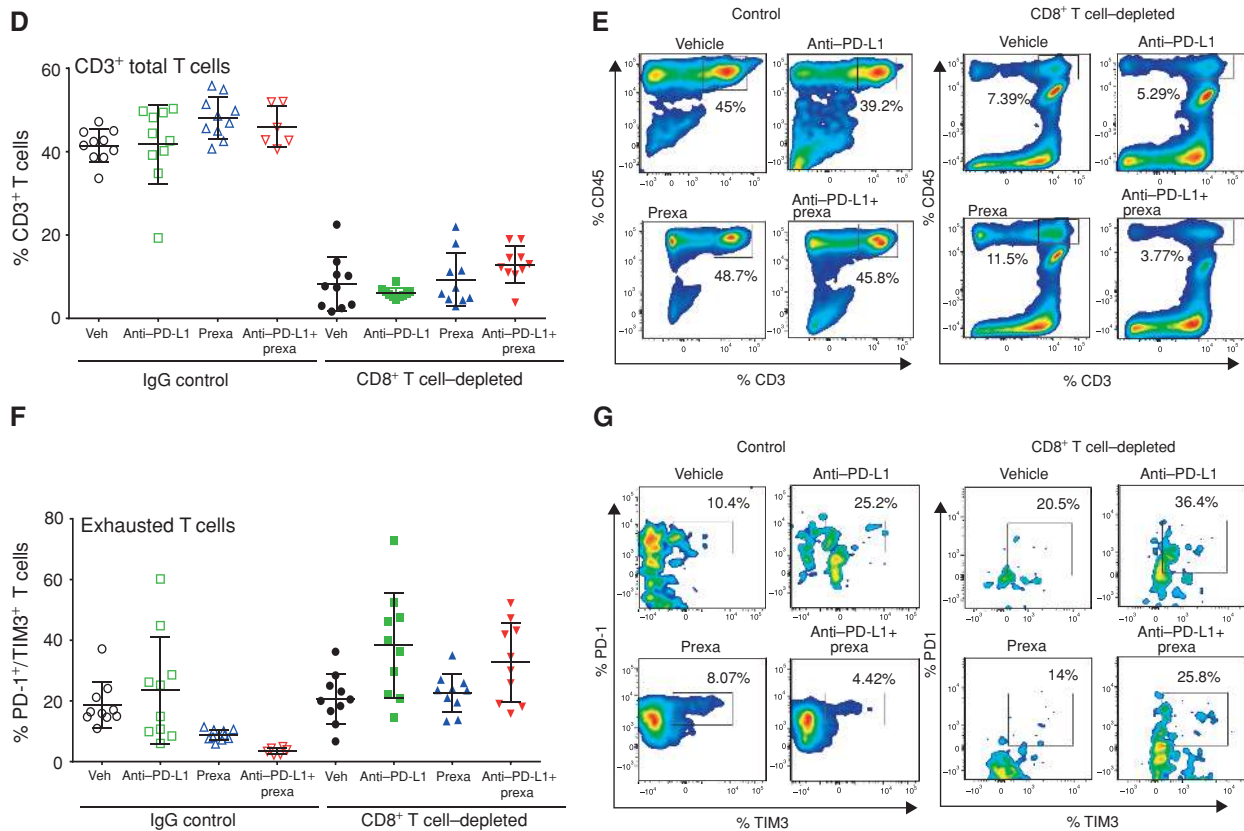 D
CD3⁺ total T cells
% CD3⁺ T cells
60
40
20
0
Veh
Anti–PD-L1
Prexa
Anti–PD-L1+
prexa
Veh
Anti–PD-L1
Prexa
Anti–PD-L1+
prexa
IgG control
CD8⁺ T cell–depleted
E
Control
CD8⁺ T cell–depleted
Vehicle
Anti–PD-L1
Vehicle
Anti–PD-L1
45%
39.2%
7.39%
5.29%
Prexa
Anti–PD-L1+
prexa
Prexa
Anti–PD-L1+
prexa
48.7%
45.8%
11.5%
3.77%
% CD45
% CD45
% CD3
% CD3
F
Exhausted T cells
% PD-1⁺/TIM3⁺ T cells
80
60
40
20
0
Veh
Anti–PD-L1
Prexa
Anti–PD-L1+
prexa
Veh
Anti–PD-L1
Prexa
Anti–PD-L1+
prexa
IgG control
CD8⁺ T cell–depleted
G
Control
CD8⁺ T cell–depleted
Vehicle
Anti–PD-L1
Vehicle
Anti–PD-L1
10.4%
25.2%
20.5%
36.4%
Prexa
Anti–PD-L1+
prexa
Prexa
Anti–PD-L1+
prexa
8.07%
4.42%
14%
25.8%
% PD-1
% PD1
% TIM3
% TIM3